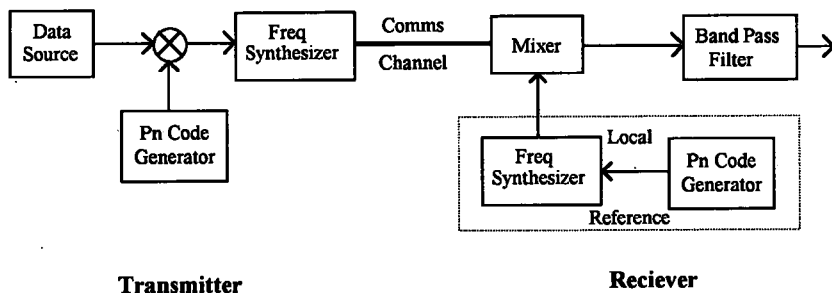 Data
Source
Freq
Synthesizer
Comms
Channel
Mixer
Band Pass
Filter
Pn Code
Generator
Local
Freq
Synthesizer
Pn Code
Generator
Reference
Transmitter
Reciever